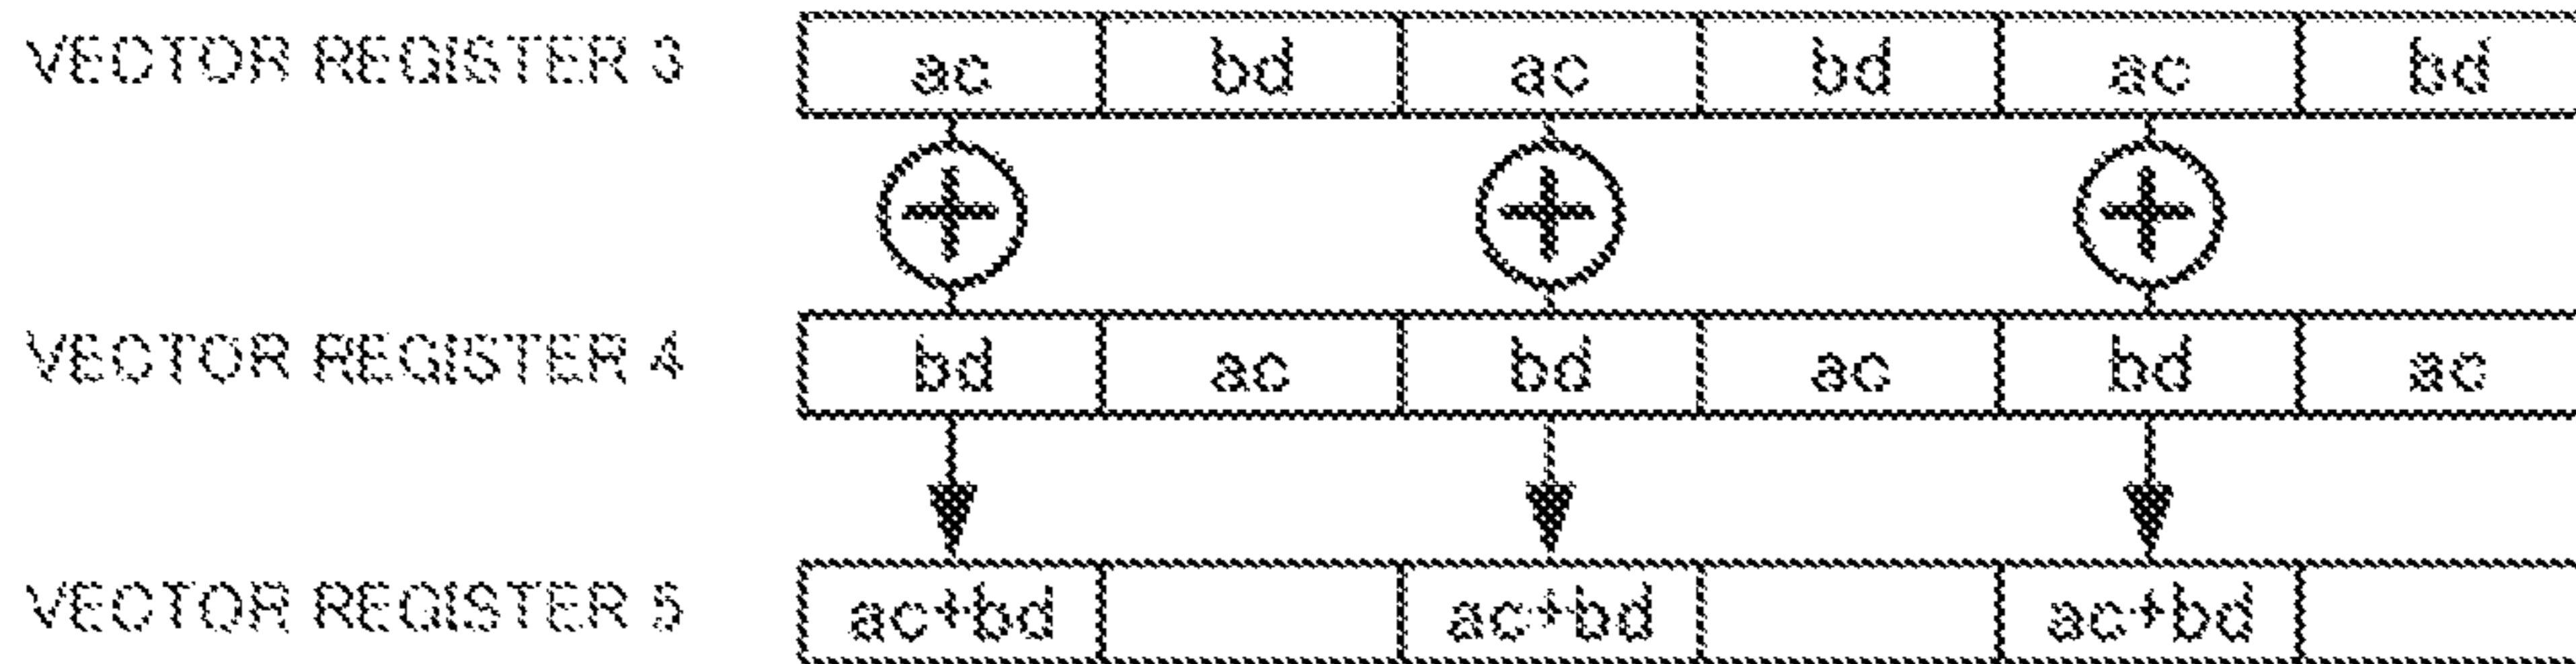 VECTOR REGISTER 3 ac bd ac bd ac bd
+ + +
VECTOR REGISTER 4 bd ac bd ac bd ac
VECTOR REGISTER 5 ac+bd ac+bd ac+bd